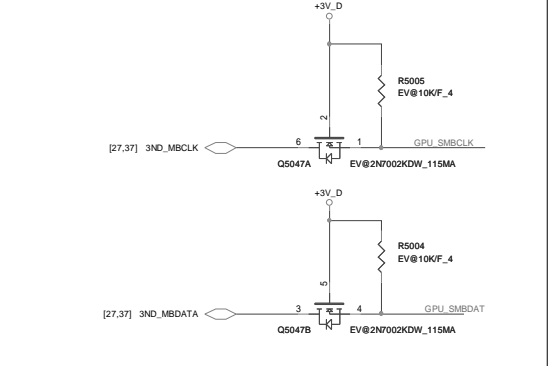 +3V_D
R5005
EV@10K/F_4
2
[27,37] 3ND_MBCLK 6 1 GPU_SMBCLK
Q5047A EV@2N7002KDW_115MA
+3V_D
R5004
EV@10K/F_4
5
[27,37] 3ND_MBDATA 3 4 GPU_SMBDAT
Q5047B EV@2N7002KDW_115MA